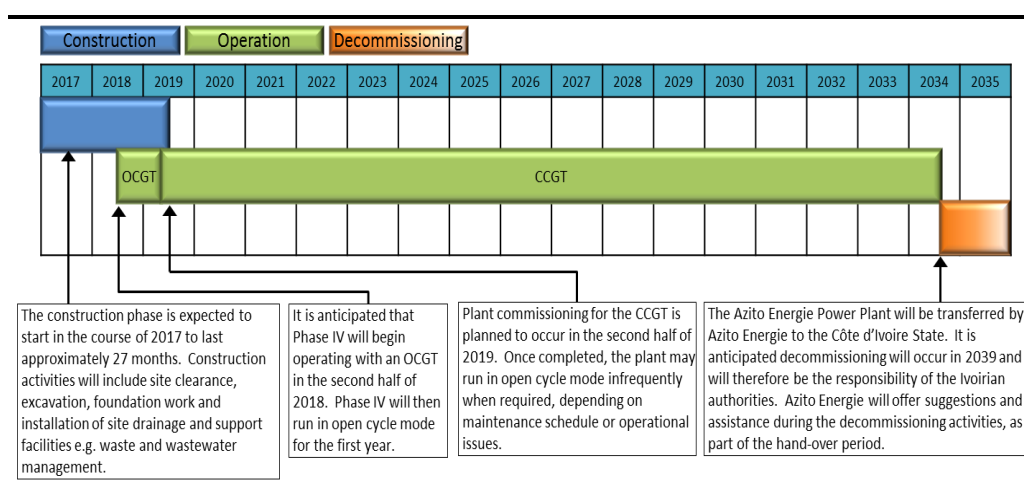 Construction Operation Decommissioning
2017 2018 2019 2020 2021 2022 2023 2024 2025 2026 2027 2028 2029 2030 2031 2032 2033 2034 2035
OCGT CCGT
The construction phase is expected to
start in the course of 2017 to last
approximately 27 months. Construction
activities will include site clearance,
excavation, foundation work and
installation of site drainage and support
facilities e.g. waste and wastewater
management.
It is anticipated that
Phase IV will begin
operating with an OCGT
in the second half of
2018. Phase IV will then
run in open cycle mode
for the first year.
Plant commissioning for the CCGT is
planned to occur in the second half of
2019. Once completed, the plant may
run in open cycle mode infrequently
when required, depending on
maintenance schedule or operational
issues.
The Azito Energie Power Plant will be transferred by
Azito Energie to the Côte d’Ivoire State. It is
anticipated decommissioning will occur in 2039 and
will therefore be the responsibility of the Ivoirian
authorities. Azito Energie will offer suggestions and
assistance during the decommissioning activities, as
part of the hand-over period.